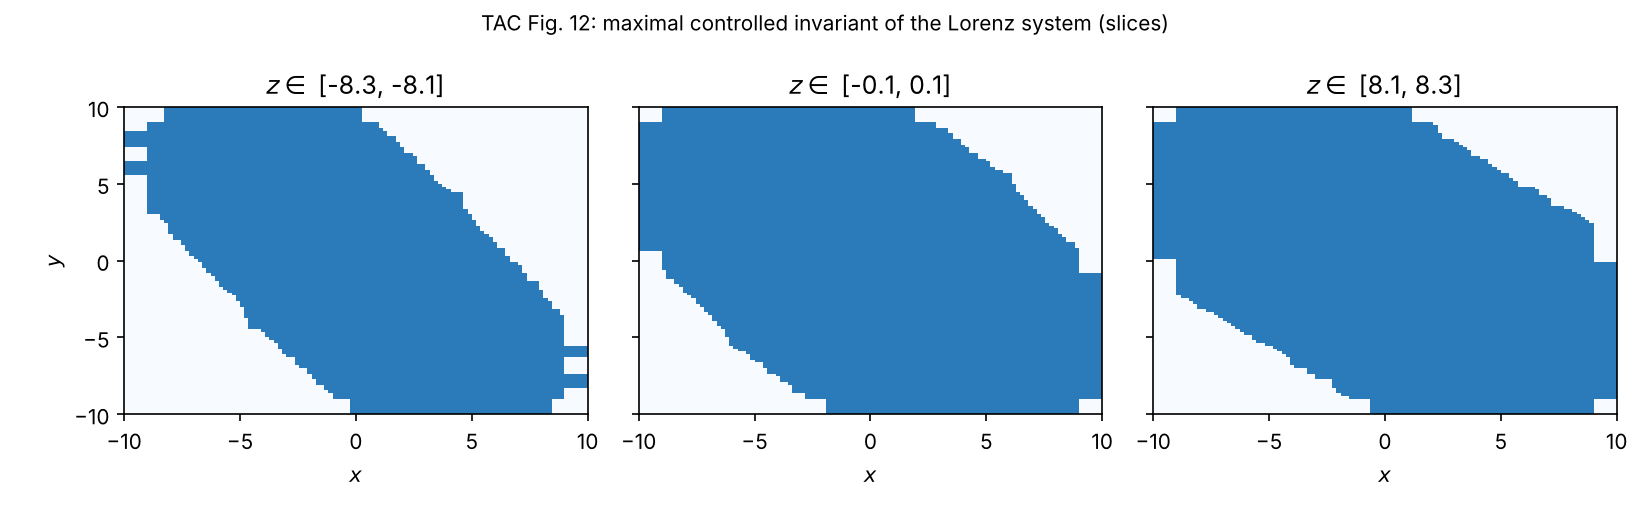 TAC Fig. 12: maximal controlled invariant of the Lorenz system (slices)
z ∈ [-8.3, -8.1]
z ∈ [-0.1, 0.1]
z ∈ [8.1, 8.3]
10
5
0
−5
−10
y
−10 −5 0 5 10
−10 −5 0 5 10
−10 −5 0 5 10
x
x
x